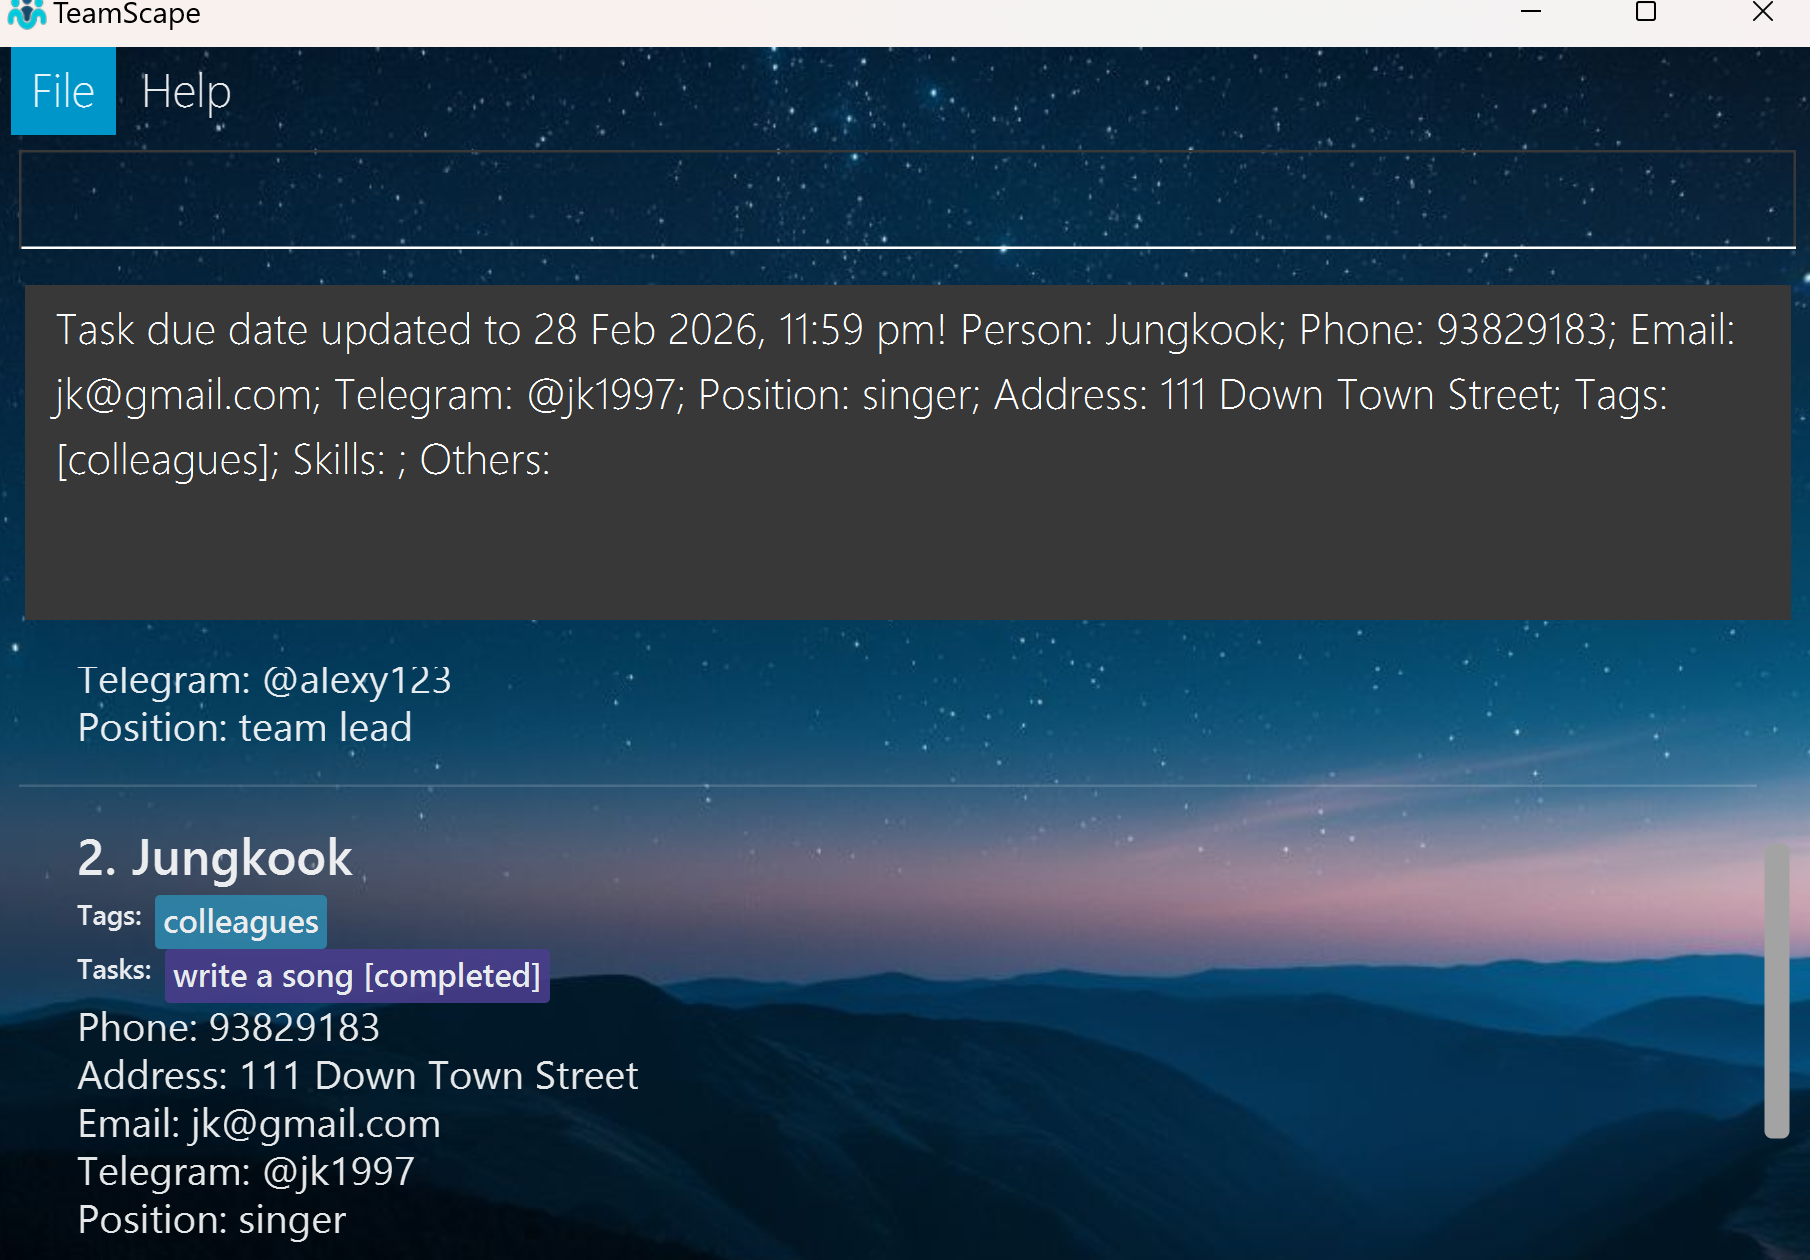 TeamScape
File Help
Task due date updated to 28 Feb 2026, 11:59 pm! Person: Jungkook; Phone: 93829183; Email:
jk@gmail.com; Telegram: @jk1997; Position: singer; Address: 111 Down Town Street; Tags:
[colleagues]; Skills: ; Others:
Telegram: @alexy123
Position: team lead
2. Jungkook
Tags: colleagues
Tasks: write a song [completed]
Phone: 93829183
Address: 111 Down Town Street
Email: jk@gmail.com
Telegram: @jk1997
Position: singer